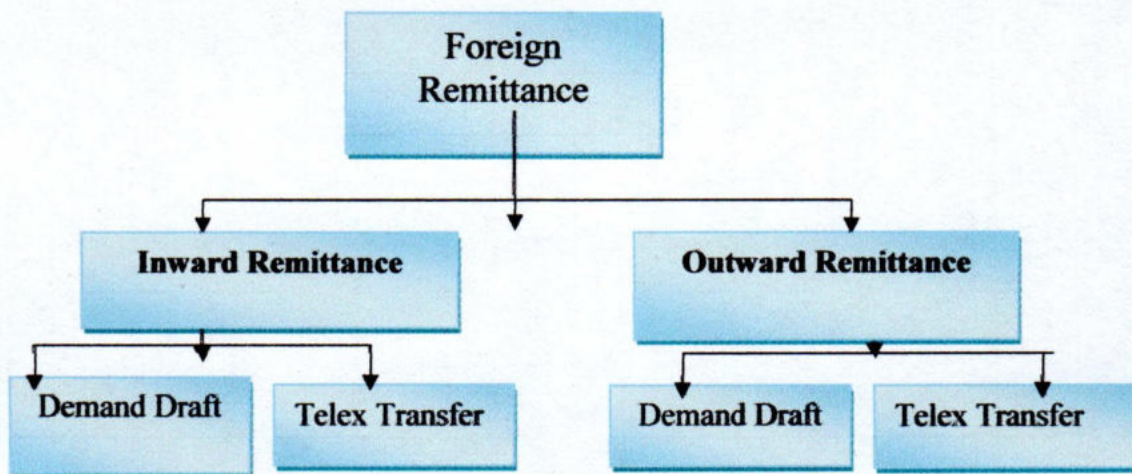 Foreign
Remittance
Inward Remittance
Outward Remittance
Demand Draft
Telex Transfer
Demand Draft
Telex Transfer